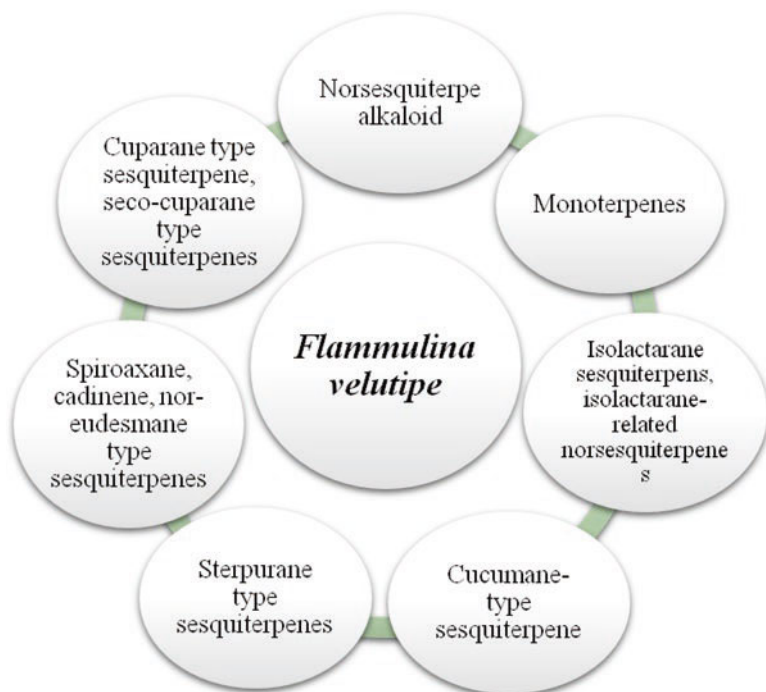 Norsesquiterpe
alkaloid
Monoterpenes
Isolactarane
sesquiterpens,
isolactarane-
related
norsesquiterpene
s
Cucumane-
type
sesquiterpene
Sterpurane
type
sesquiterpenes
Spiroaxane,
cadinene, nor-
eudesmane
type
sesquiterpenes
Cuparane type
sesquiterpene,
seco-cuparane
type
sesquiterpenes
Flammulina
velutipe